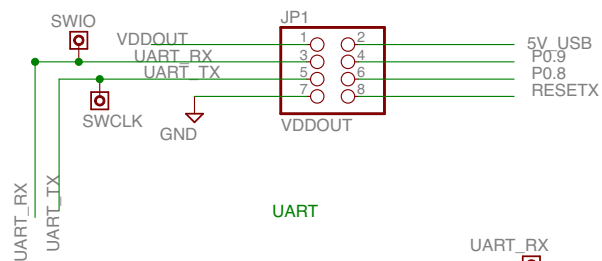 SWIO
JP1
VDDOUT
1
2
5V_USB
UART_RX
3
4
P0.9
UART_TX
5
6
P0.8
7
8
RESETX
SWCLK
GND
VDDOUT
UART_RX
UART_TX
UART
UART_RX